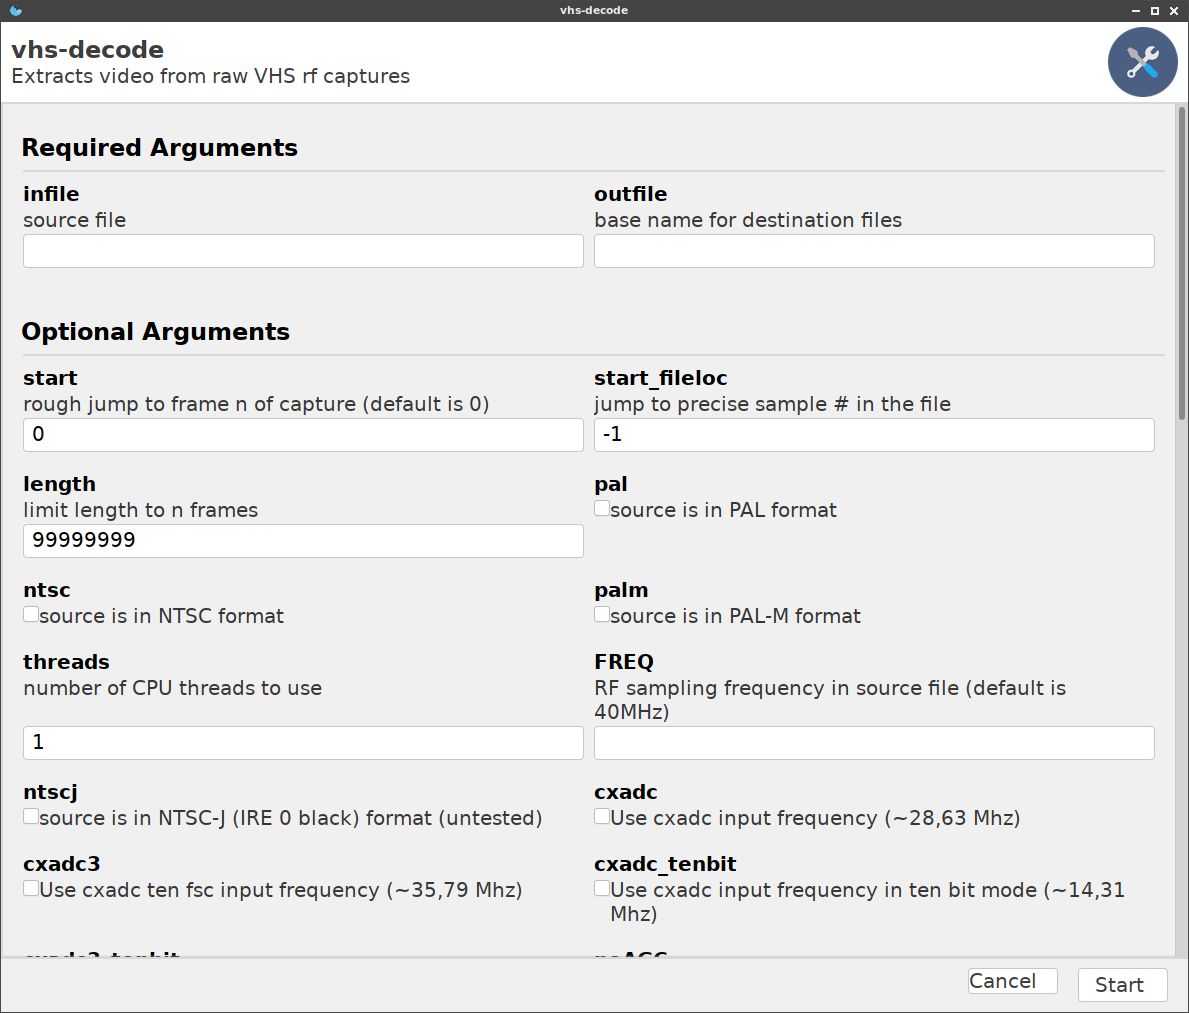 vhs-decode
vhs-decode
Extracts video from raw VHS rf captures
Required Arguments
infile
source file
outfile
base name for destination files
Optional Arguments
start
rough jump to frame n of capture (default is 0)
0
start_fileloc
jump to precise sample # in the file
-1
length
limit length to n frames
99999999
pal
source is in PAL format
ntsc
source is in NTSC format
palm
source is in PAL-M format
threads
number of CPU threads to use
1
FREQ
RF sampling frequency in source file (default is
40MHz)
ntscj
source is in NTSC-J (IRE 0 black) format (untested)
cxadc
Use cxadc input frequency (~28,63 Mhz)
cxadc3
Use cxadc ten fsc input frequency (~35,79 Mhz)
cxadc_tenbit
Use cxadc input frequency in ten bit mode (~14,31
Mhz)
cxadc3_tenbit
noAGC
Cancel
Start